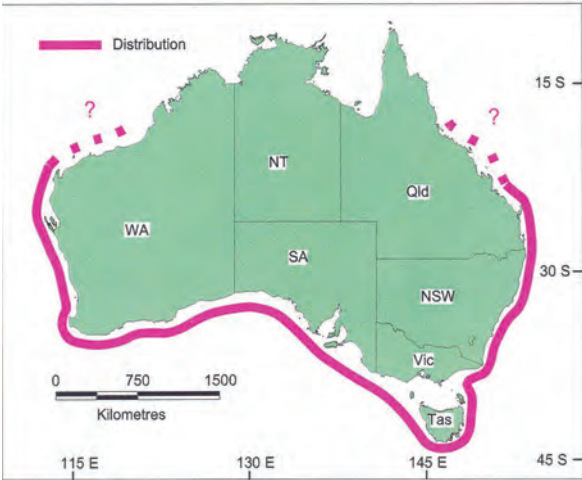 Distribution
15 S
?
?
NT
Qld
WA
SA
30 S
NSW
Vic
0 750 1500
Kilometres
Tas
45 S
115 E 130 E 145 E